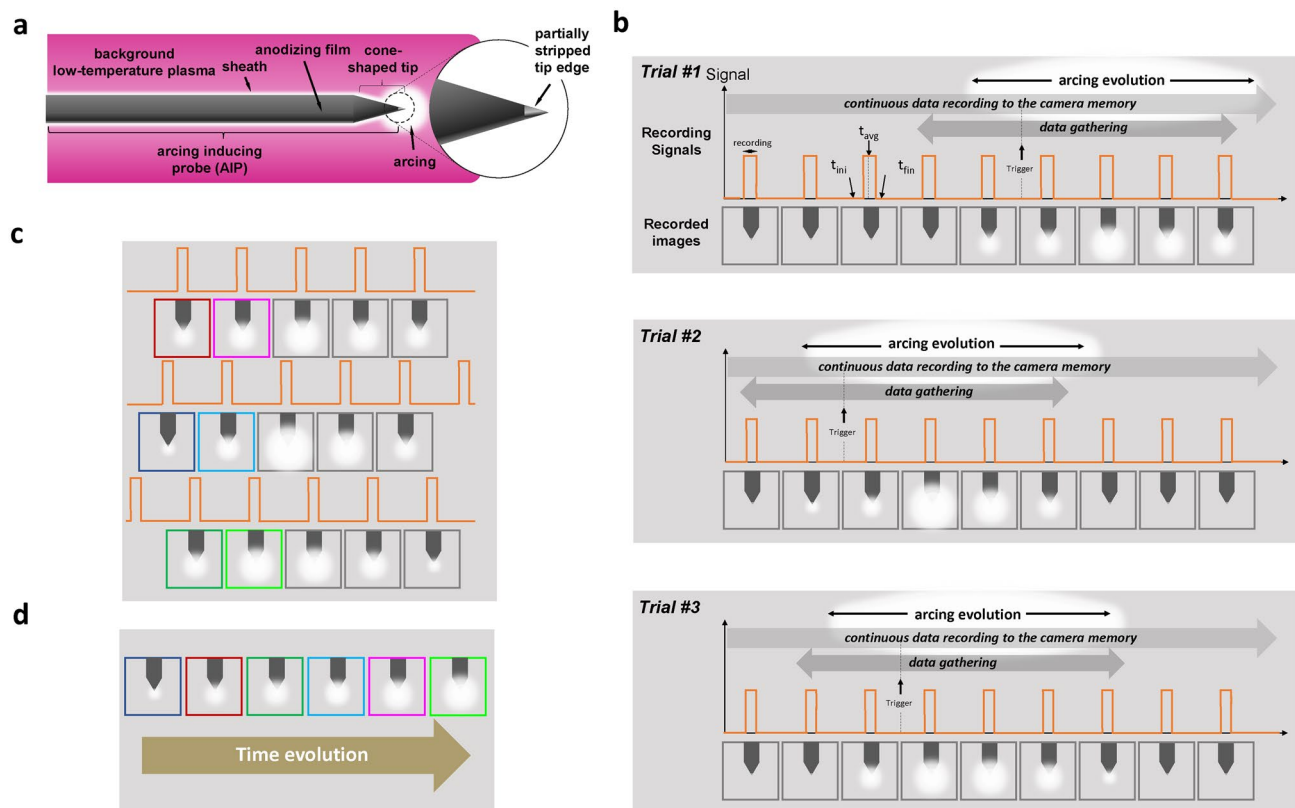 a
background
low-temperature plasma
sheath
anodizing film
cone-
shaped tip
partially
stripped
tip edge
arcing inducing
probe (AIP)
arcing
b
Trial #1
Signal
arcing evolution
continuous data recording to the camera memory
data gathering
Recording
Signals
recording
tini
tavg
tfin
Trigger
Recorded
images
Trial #2
arcing evolution
continuous data recording to the camera memory
data gathering
Trigger
Trial #3
arcing evolution
continuous data recording to the camera memory
data gathering
Trigger
c
d
Time evolution